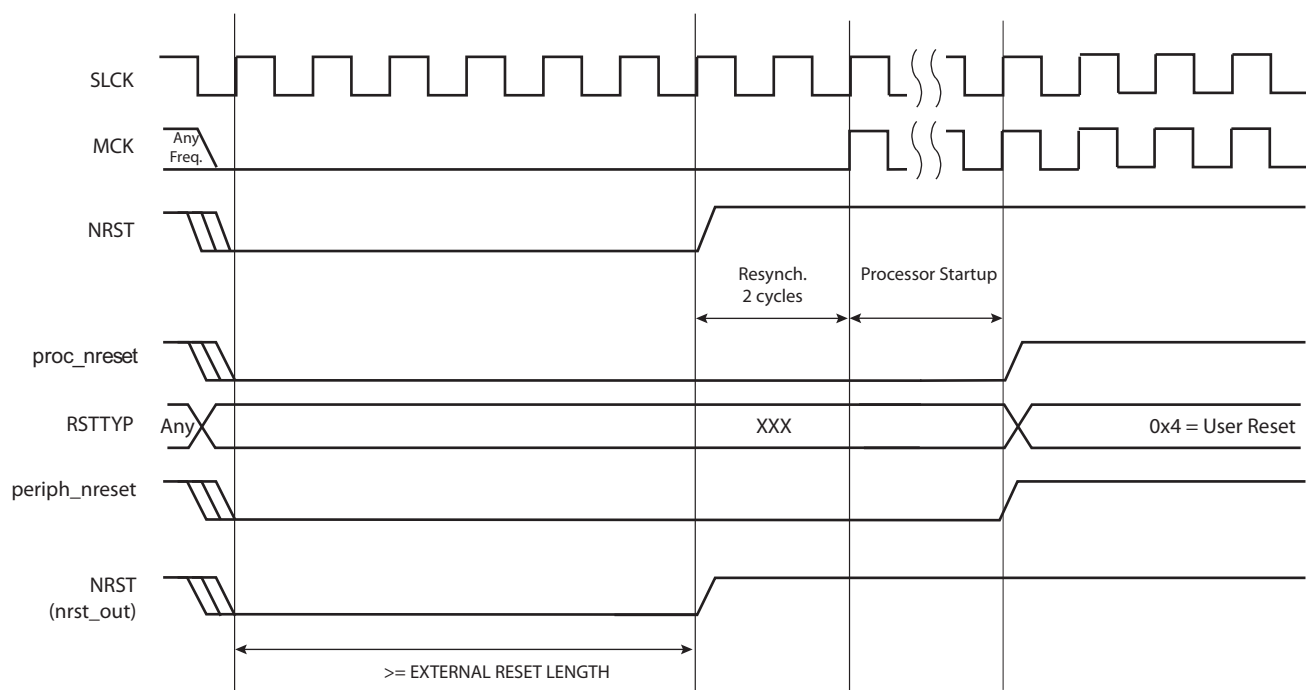 SLCK
MCK
Any
Freq.
NRST
Resynch.
2 cycles
Processor Startup
proc_nreset
RSTTYP
Any
XXX
0x4 = User Reset
periph_nreset
NRST
(nrst_out)
>= EXTERNAL RESET LENGTH